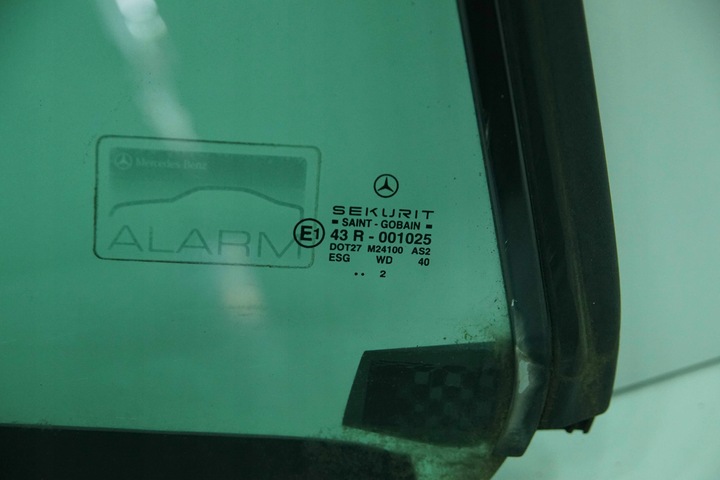 Mercedes-Benz
ALARM
SEKURIT
SAINT - GOBAIN
E1 43 R - 001025
DOT27 M24100 AS2
ESG WD 40
.. 2